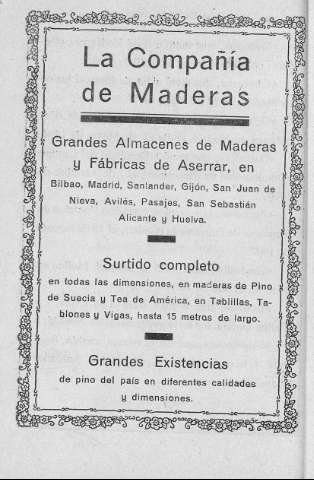 La Compañía
de Maderas
Grandes Almacenes de Maderas
y Fábricas de Aserrar, en
Bilbao, Madrid, Santander, Gijón, San Juan de
Nieva, Avilés, Pasajes, San Sebastián
Alicante y Huelva.
Surtido completo
en todas las dimensiones, en maderas de Pino
de Suecia y Tea de América, en Tablillas, Ta-
blones y Vigas, hasta 15 metros de largo.
Grandes Existencias
de pino del país en diferentes calidades
y dimensiones.